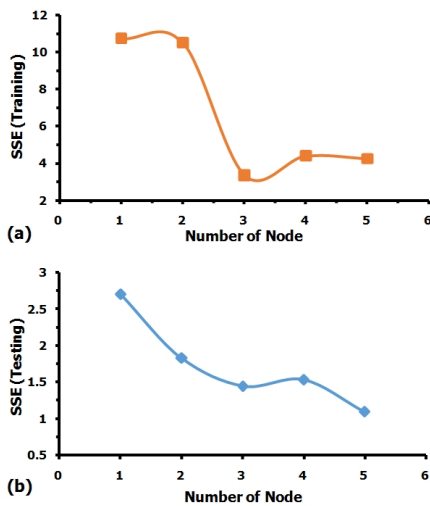 SSE (Training)
12
10
8
6
4
2
0 1 2 3 4 5 6
Number of Node
(a)
SSE (Testing)
3
2.5
2
1.5
1
0.5
0 1 2 3 4 5 6
Number of Node
(b)